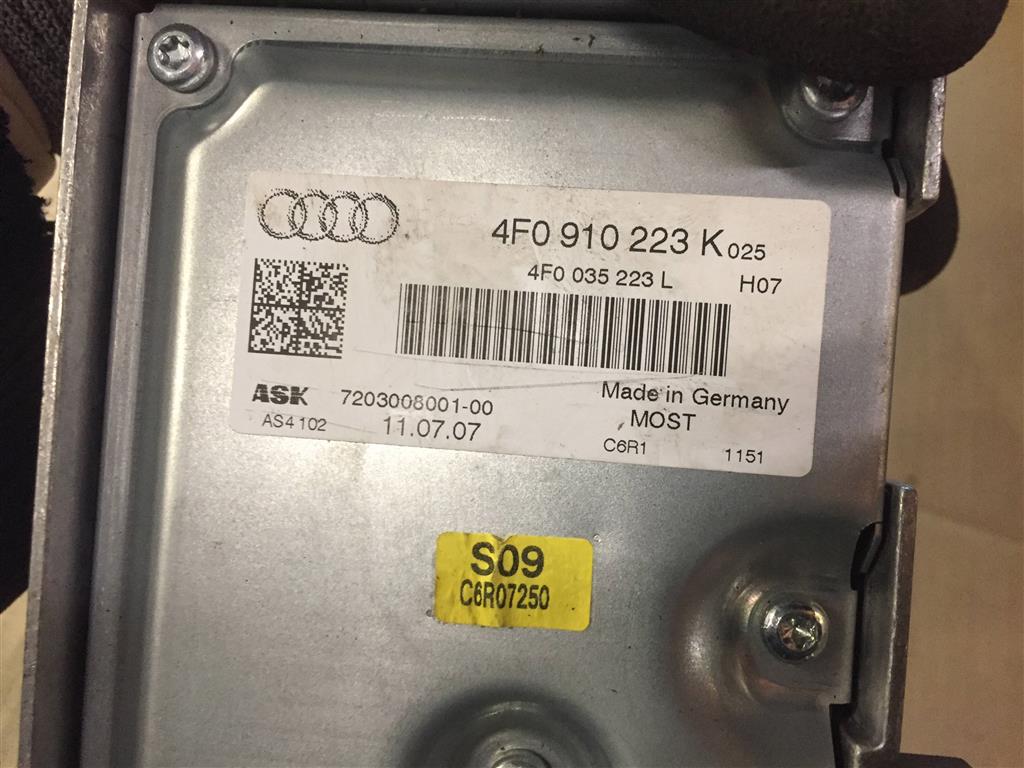 4F0 910 223 K 025
4F0 035 223 L H07
ASK 7203008001-00 Made in Germany
AS4 102 11.07.07 MOST
C6R1 1151
S09
C6R07250